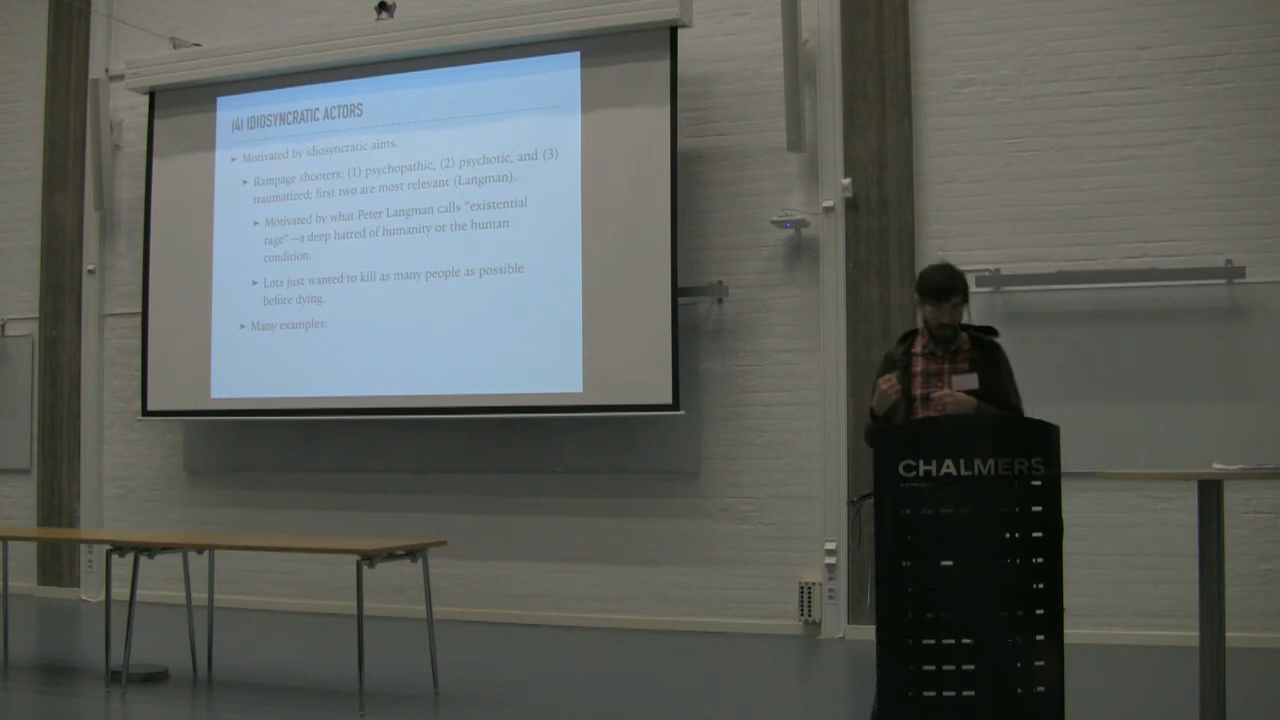 (4) IDIOSYNCRATIC ACTORS
➤ Motivated by idiosyncratic aims.
➤ Rampage shooters: (1) psychopathic, (2) psychotic, and (3)
traumatized; first two are most relevant (Langman).
➤ Motivated by what Peter Langman calls “existential
rage”—a deep hatred of humanity or the human
condition.
➤ Lots just wanted to kill as many people as possible
before dying.
➤ Many examples:
CHALMERS